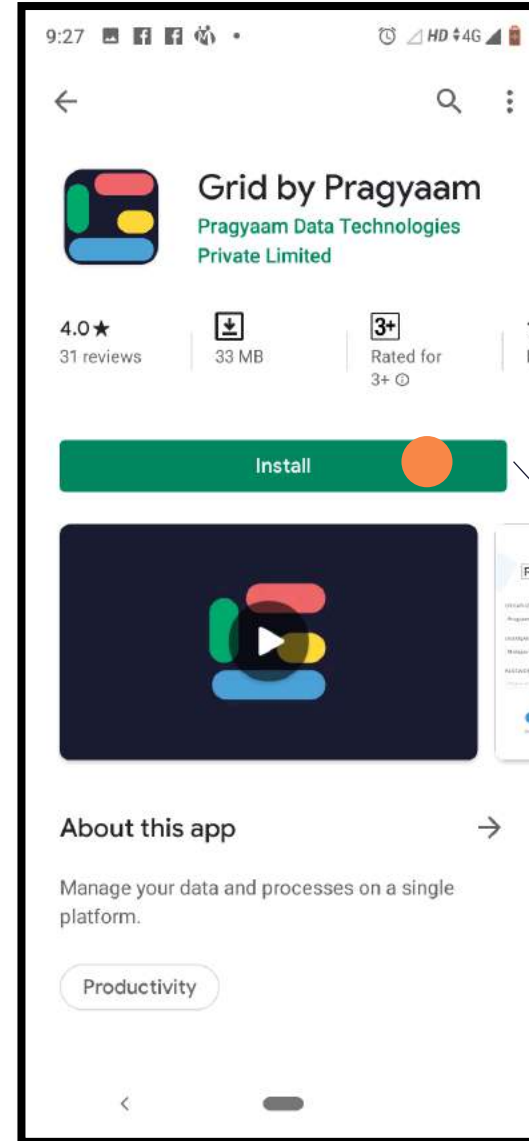 9:27
HD 4G
Grid by Pragyaam
Pragyaam Data Technologies
Private Limited
4.0★
31 reviews
33 MB
3+
Rated for
3+
Install
About this app
Manage your data and processes on a single
platform.
Productivity